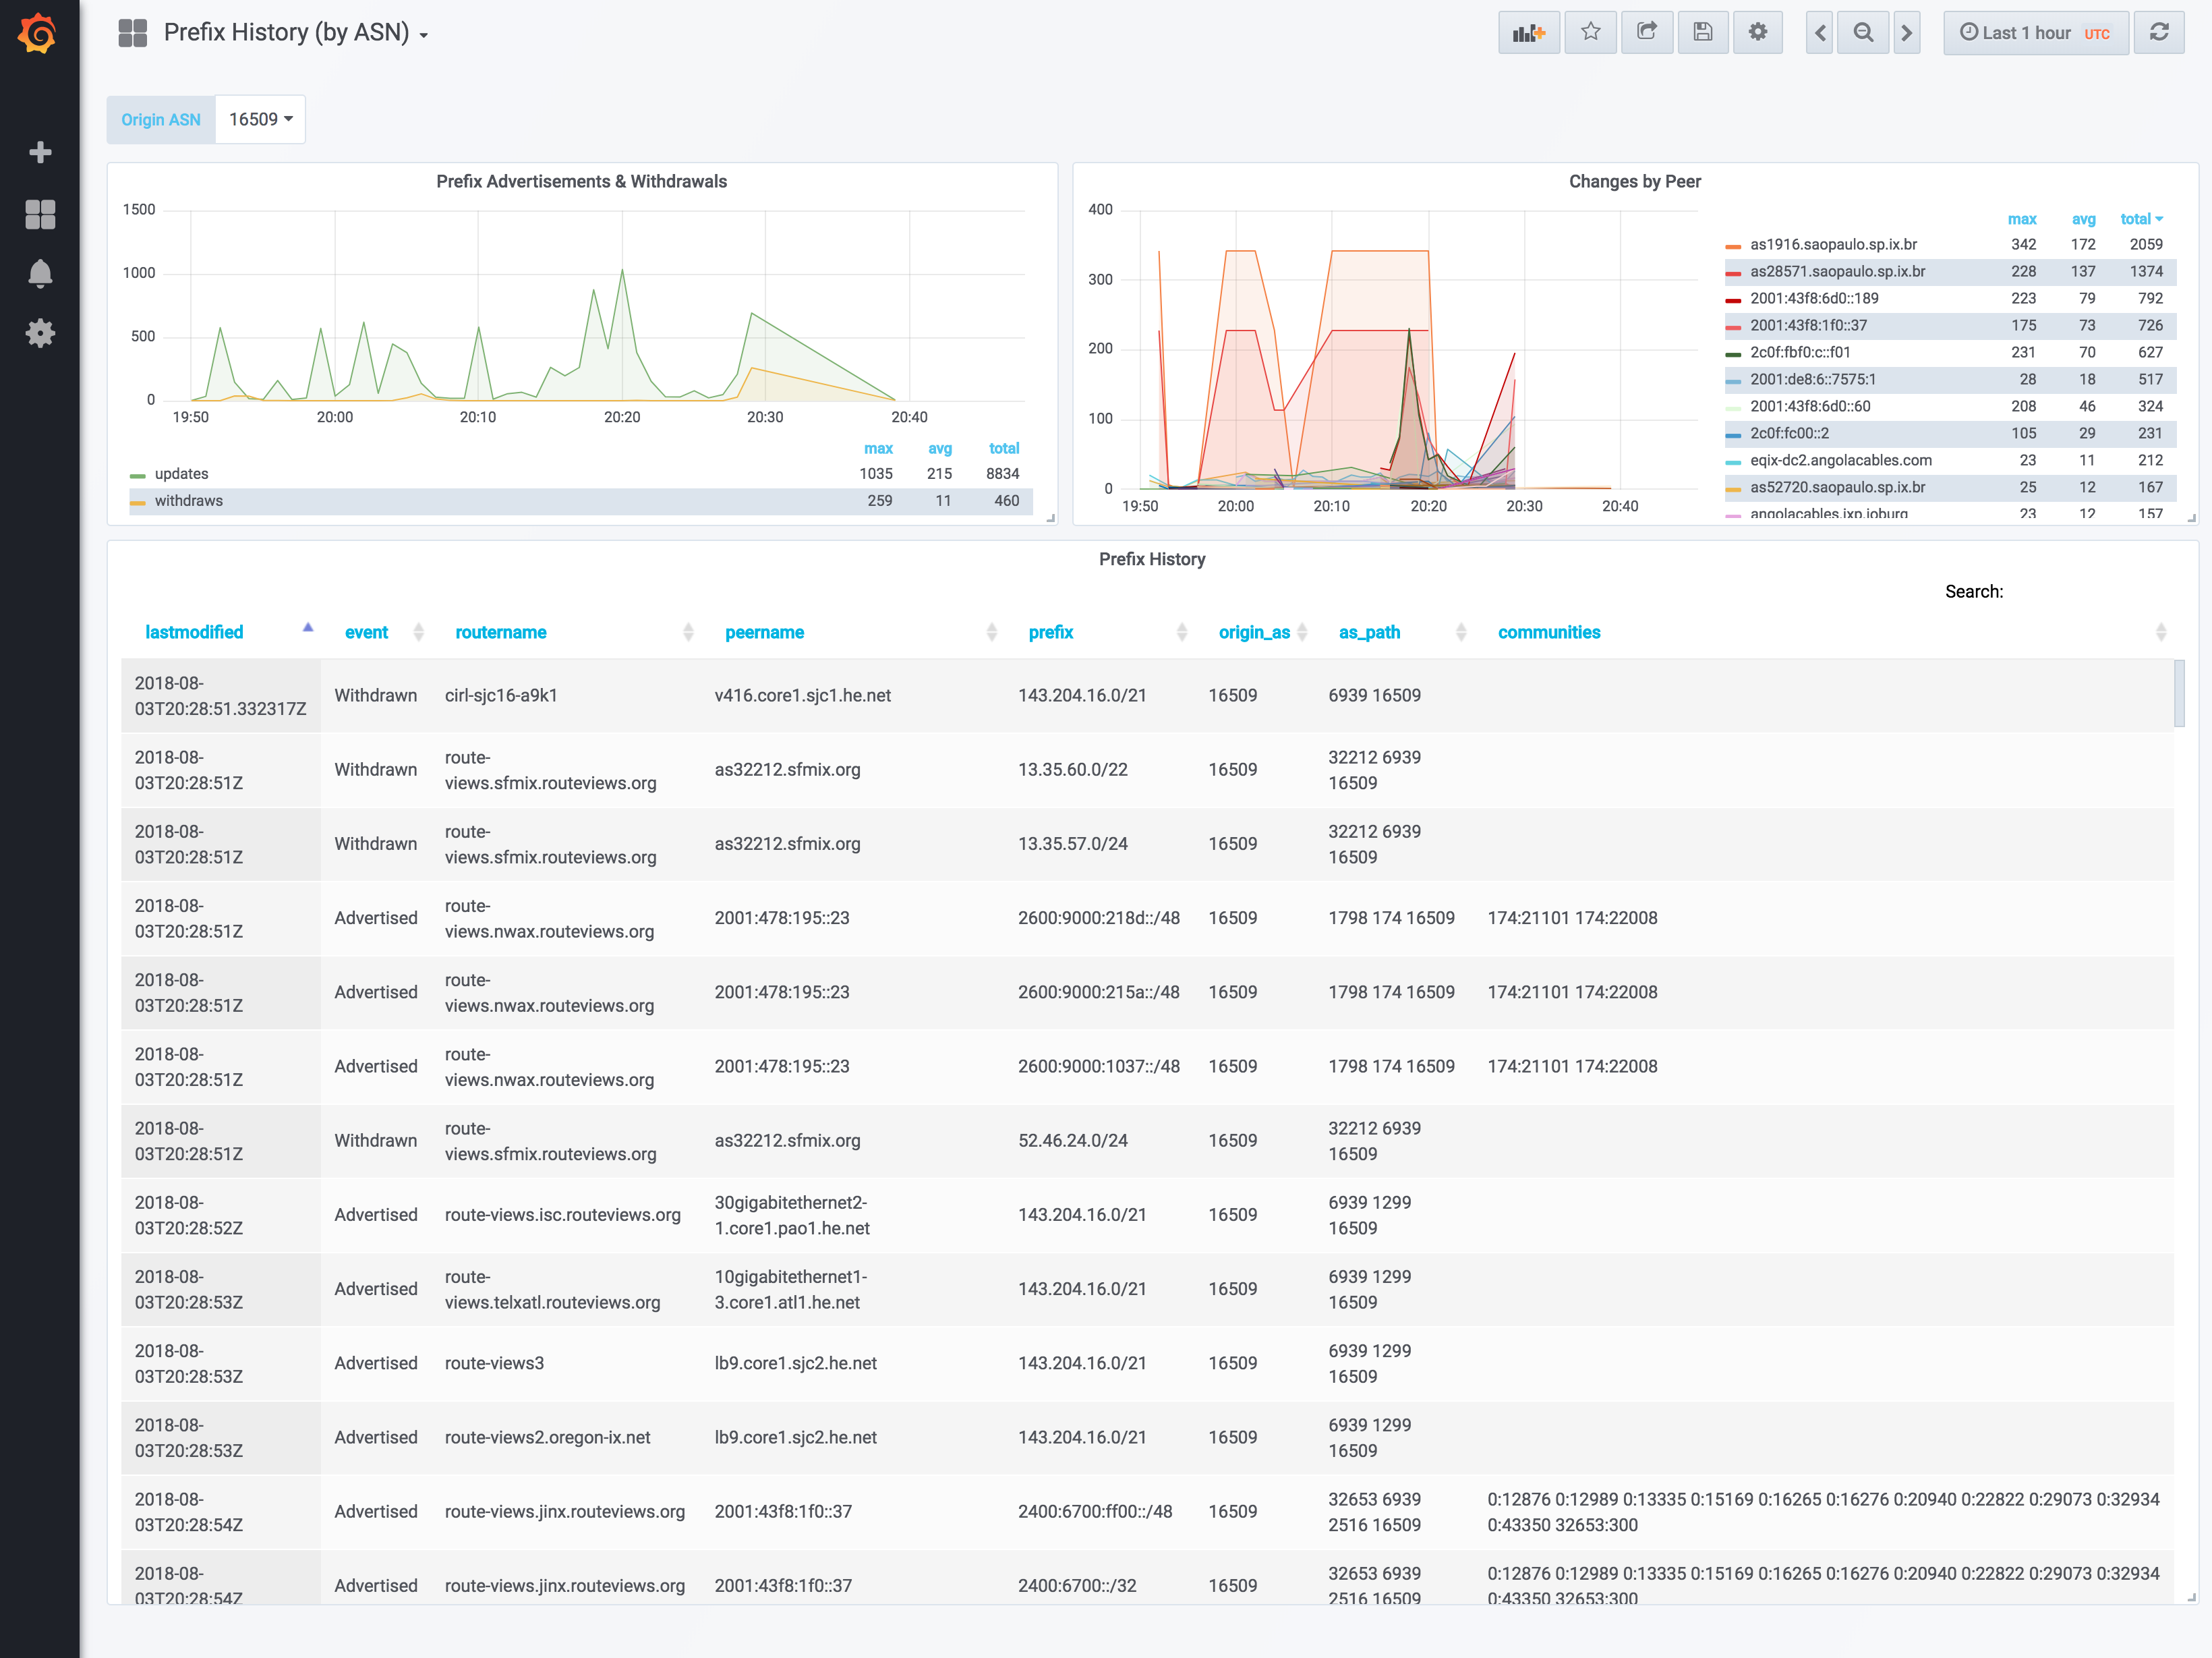 Prefix History (by ASN)
Last 1 hour UTC
Origin ASN 16509
Prefix Advertisements & Withdrawals
1500
1000
500
0
19:50 20:00 20:10 20:20 20:30 20:40
max avg total
updates 1035 215 8834
withdraws 259 11 460
Changes by Peer
400
300
200
100
0
19:50 20:00 20:10 20:20 20:30 20:40
max avg total
as1916.saopaulo.sp.ix.br 342 172 2059
as28571.saopaulo.sp.ix.br 228 137 1374
2001:43f8:6d0::189 223 79 792
2001:43f8:1f0::37 175 73 726
2c0f:fbf0:c::f01 231 70 627
2001:de8:6::7575:1 28 18 517
2001:43f8:6d0::60 208 46 324
2c0f:fc00::2 105 29 231
eqix-dc2.angolacables.com 23 11 212
as52720.saopaulo.sp.ix.br 25 12 167
angolacables.ixp.joburg 23 12 157
Prefix History
Search:
lastmodified event routername peername prefix origin_as as_path communities
2018-08-
03T20:28:51.332317Z Withdrawn cirl-sjc16-a9k1 v416.core1.sjc1.he.net 143.204.16.0/21 16509 6939 16509
2018-08- route- 32212 6939
03T20:28:51Z Withdrawn views.sfmix.routeviews.org as32212.sfmix.org 13.35.60.0/22 16509 16509
2018-08- route- 32212 6939
03T20:28:51Z Withdrawn views.sfmix.routeviews.org as32212.sfmix.org 13.35.57.0/24 16509 16509
2018-08- route-
03T20:28:51Z Advertised views.nwax.routeviews.org 2001:478:195::23 2600:9000:218d::/48 16509 1798 174 16509 174:21101 174:22008
2018-08- route-
03T20:28:51Z Advertised views.nwax.routeviews.org 2001:478:195::23 2600:9000:215a::/48 16509 1798 174 16509 174:21101 174:22008
2018-08- route-
03T20:28:51Z Advertised views.nwax.routeviews.org 2001:478:195::23 2600:9000:1037::/48 16509 1798 174 16509 174:21101 174:22008
2018-08- route- 32212 6939
03T20:28:51Z Withdrawn views.sfmix.routeviews.org as32212.sfmix.org 52.46.24.0/24 16509 16509
2018-08- 30gigabitethernet2- 6939 1299
03T20:28:52Z Advertised route-views.isc.routeviews.org 1.core1.pao1.he.net 143.204.16.0/21 16509 16509
2018-08- route- 10gigabitethernet1- 6939 1299
03T20:28:53Z Advertised views.telxatl.routeviews.org 3.core1.atl1.he.net 143.204.16.0/21 16509 16509
2018-08- 6939 1299
03T20:28:53Z Advertised route-views3 lb9.core1.sjc2.he.net 143.204.16.0/21 16509 16509
2018-08- 6939 1299
03T20:28:53Z Advertised route-views2.oregon-ix.net lb9.core1.sjc2.he.net 143.204.16.0/21 16509 16509
2018-08- 32653 6939 0:12876 0:12989 0:13335 0:15169 0:16265 0:16276 0:20940 0:22822 0:29073 0:32934
03T20:28:54Z Advertised route-views.jinx.routeviews.org 2001:43f8:1f0::37 2400:6700:ff00::/48 16509 2516 16509 0:43350 32653:300
2018-08- 32653 6939 0:12876 0:12989 0:13335 0:15169 0:16265 0:16276 0:20940 0:22822 0:29073 0:32934
03T20:28:54Z Advertised route-views.jinx.routeviews.org 2001:43f8:1f0::37 2400:6700::/32 16509 2516 16509 0:43350 32653:300